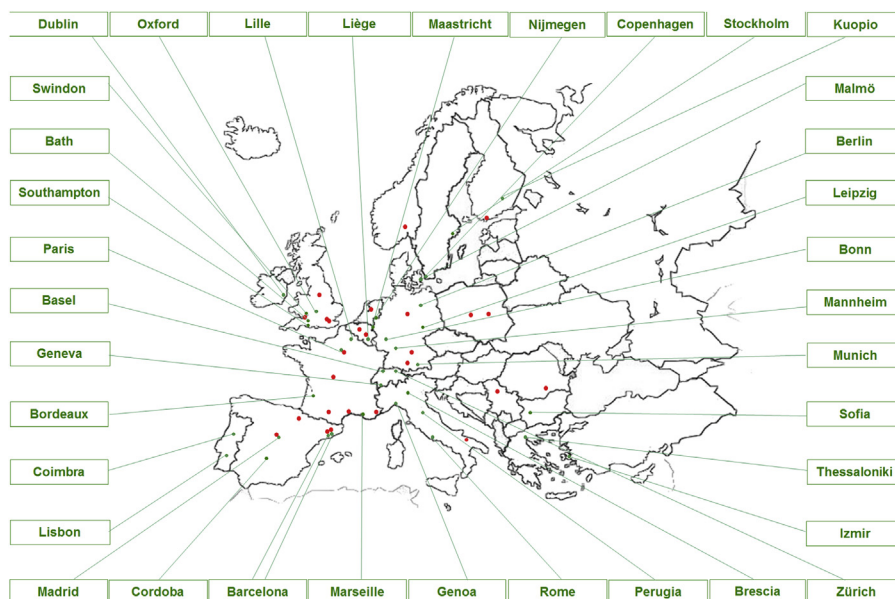 Dublin
Oxford
Lille
Liège
Maastricht
Nijmegen
Copenhagen
Stockholm
Kuopio
Swindon
Malmö
Bath
Berlin
Southampton
Leipzig
Paris
Bonn
Basel
Mannheim
Geneva
Munich
Bordeaux
Sofia
Coimbra
Thessaloniki
Lisbon
Izmir
Madrid
Cordoba
Barcelona
Marseille
Genoa
Rome
Perugia
Brescia
Zürich